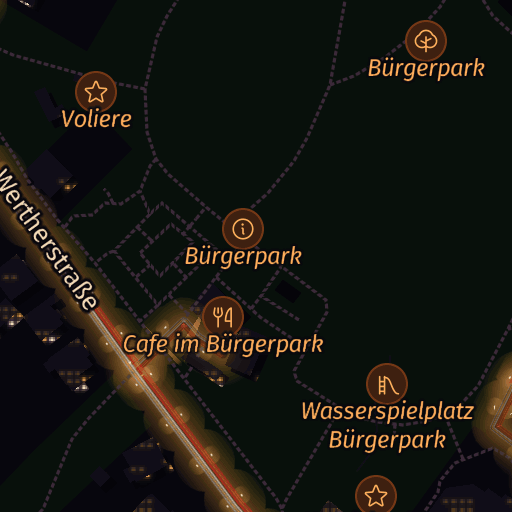 Bürgerpark
Voliere
Wertherstraße
Bürgerpark
Cafe im Bürgerpark
Wasserspielplatz
Bürgerpark